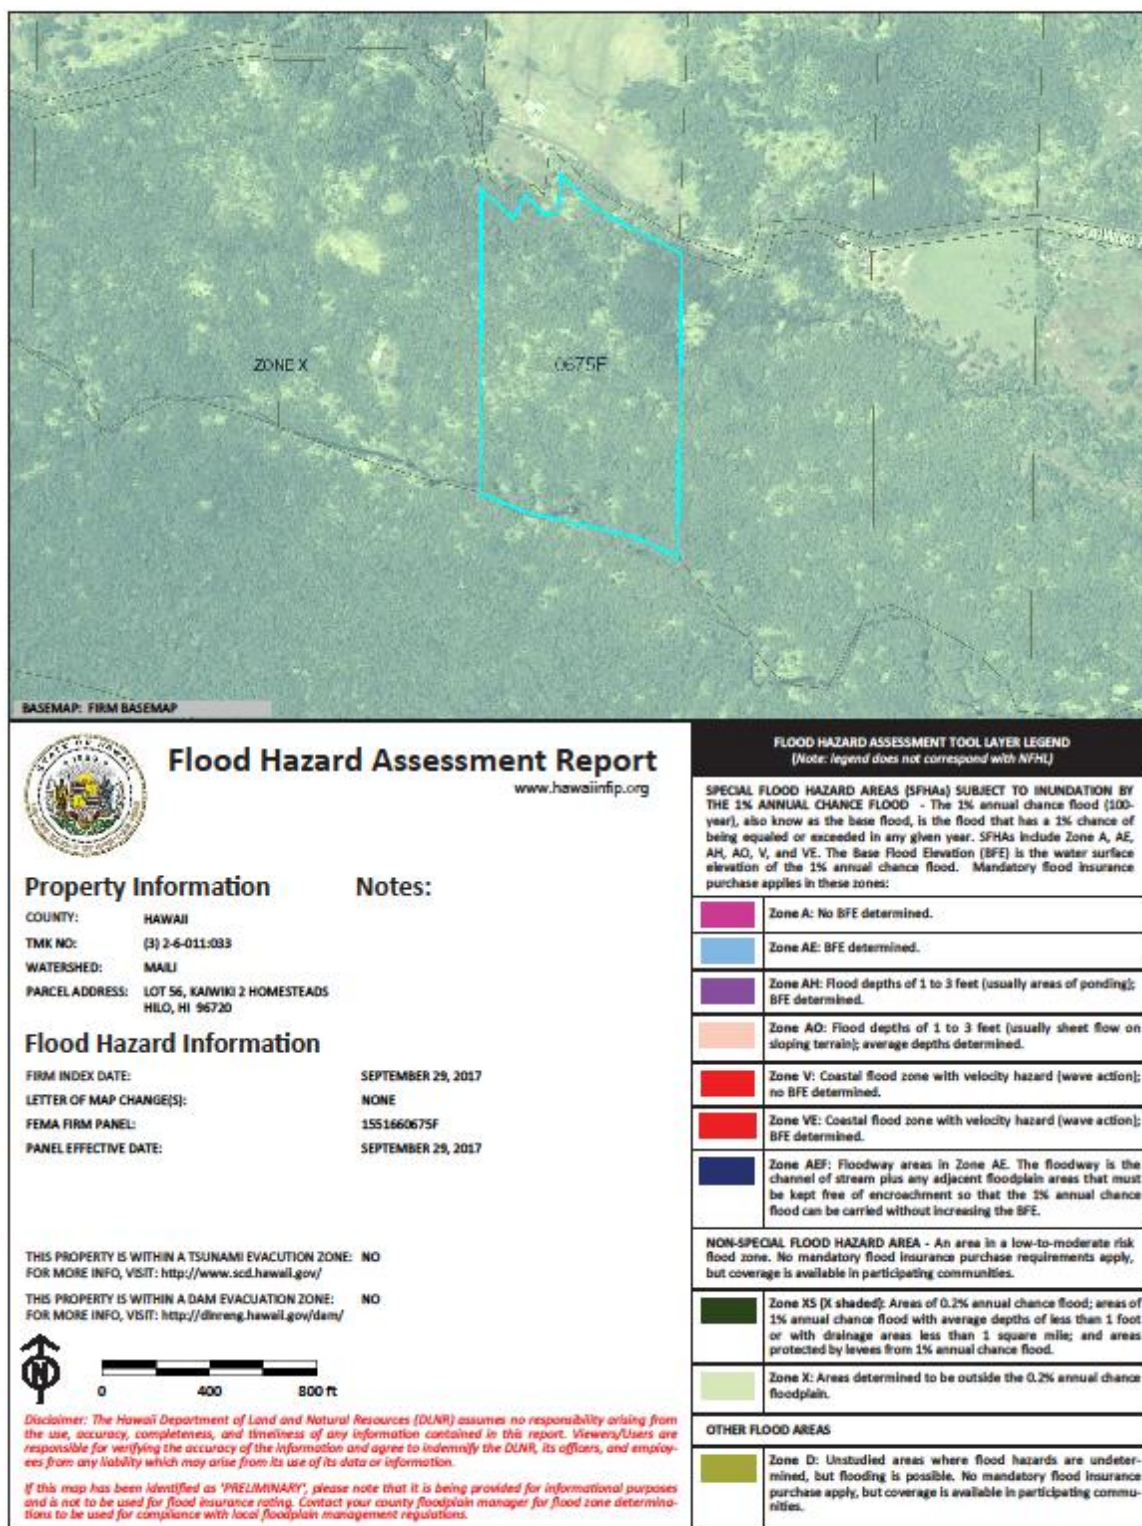 ZONE X
0675F
KAIWIKI
BASEMAP: FIRM BASEMAP
STATE OF HAWAII
1959
Flood Hazard Assessment Report
www.hawaiinfip.org
Property Information
Notes:
COUNTY: HAWAII
TMK NO: (3) 2-6-011:033
WATERSHED: MAILI
PARCEL ADDRESS: LOT 56, KAIWIKI 2 HOMESTEADS
HILO, HI 96720
Flood Hazard Information
FIRM INDEX DATE: SEPTEMBER 29, 2017
LETTER OF MAP CHANGE(S): NONE
FEMA FIRM PANEL: 1551660675F
PANEL EFFECTIVE DATE: SEPTEMBER 29, 2017
THIS PROPERTY IS WITHIN A TSUNAMI EVACUTION ZONE: NO
FOR MORE INFO, VISIT: http://www.scd.hawaii.gov/
THIS PROPERTY IS WITHIN A DAM EVACUATION ZONE: NO
FOR MORE INFO, VISIT: http://dlnreng.hawaii.gov/dam/
N
0 400 800 ft
Disclaimer: The Hawaii Department of Land and Natural Resources (DLNR) assumes no responsibility arising from
the use, accuracy, completeness, and timeliness of any information contained in this report. Viewers/Users are
responsible for verifying the accuracy of the information and agree to indemnify the DLNR, its officers, and employ-
ees from any liability which may arise from its use of its data or information.
If this map has been identified as 'PRELIMINARY', please note that it is being provided for informational purposes
and is not to be used for flood insurance rating. Contact your county floodplain manager for flood zone determina-
tions to be used for compliance with local floodplain management regulations.
FLOOD HAZARD ASSESSMENT TOOL LAYER LEGEND
(Note: legend does not correspond with NFHL)
SPECIAL FLOOD HAZARD AREAS (SFHAs) SUBJECT TO INUNDATION BY
THE 1% ANNUAL CHANCE FLOOD - The 1% annual chance flood (100-
year), also know as the base flood, is the flood that has a 1% chance of
being equaled or exceeded in any given year. SFHAs include Zone A, AE,
AH, AO, V, and VE. The Base Flood Elevation (BFE) is the water surface
elevation of the 1% annual chance flood. Mandatory flood insurance
purchase applies in these zones:
Zone A: No BFE determined.
Zone AE: BFE determined.
Zone AH: Flood depths of 1 to 3 feet (usually areas of ponding);
BFE determined.
Zone AO: Flood depths of 1 to 3 feet (usually sheet flow on
sloping terrain); average depths determined.
Zone V: Coastal flood zone with velocity hazard (wave action);
no BFE determined.
Zone VE: Coastal flood zone with velocity hazard (wave action);
BFE determined.
Zone AEF: Floodway areas in Zone AE. The floodway is the
channel of stream plus any adjacent floodplain areas that must
be kept free of encroachment so that the 1% annual chance
flood can be carried without increasing the BFE.
NON-SPECIAL FLOOD HAZARD AREA - An area in a low-to-moderate risk
flood zone. No mandatory flood insurance purchase requirements apply,
but coverage is available in participating communities.
Zone XS (X shaded): Areas of 0.2% annual chance flood; areas of
1% annual chance flood with average depths of less than 1 foot
or with drainage areas less than 1 square mile; and areas
protected by levees from 1% annual chance flood.
Zone X: Areas determined to be outside the 0.2% annual chance
floodplain.
OTHER FLOOD AREAS
Zone D: Unstudied areas where flood hazards are undeter-
mined, but flooding is possible. No mandatory flood insurance
purchase apply, but coverage is available in participating commu-
nities.